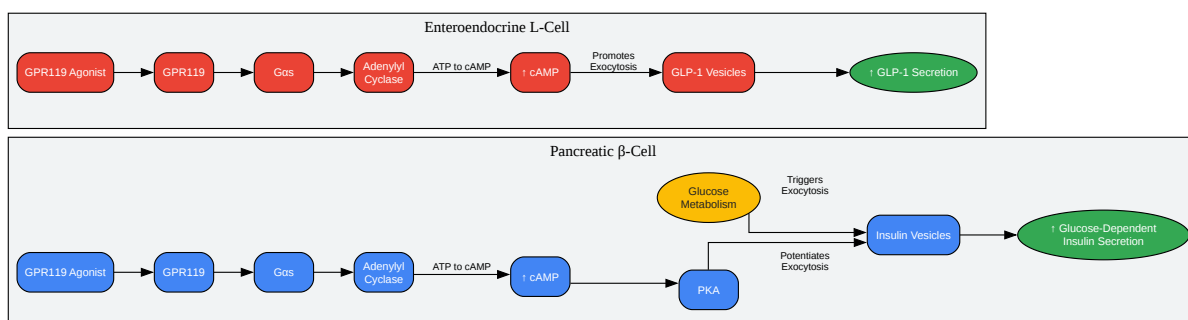 Enteroendocrine L-Cell
GPR119 Agonist
GPR119
Gαs
Adenylyl
Cyclase
ATP to cAMP
↑ cAMP
Promotes
Exocytosis
GLP-1 Vesicles
↑ GLP-1 Secretion
Pancreatic β-Cell
Glucose
Metabolism
Triggers
Exocytosis
GPR119 Agonist
GPR119
Gαs
Adenylyl
Cyclase
ATP to cAMP
↑ cAMP
PKA
Potentiates
Exocytosis
Insulin Vesicles
↑ Glucose-Dependent
Insulin Secretion